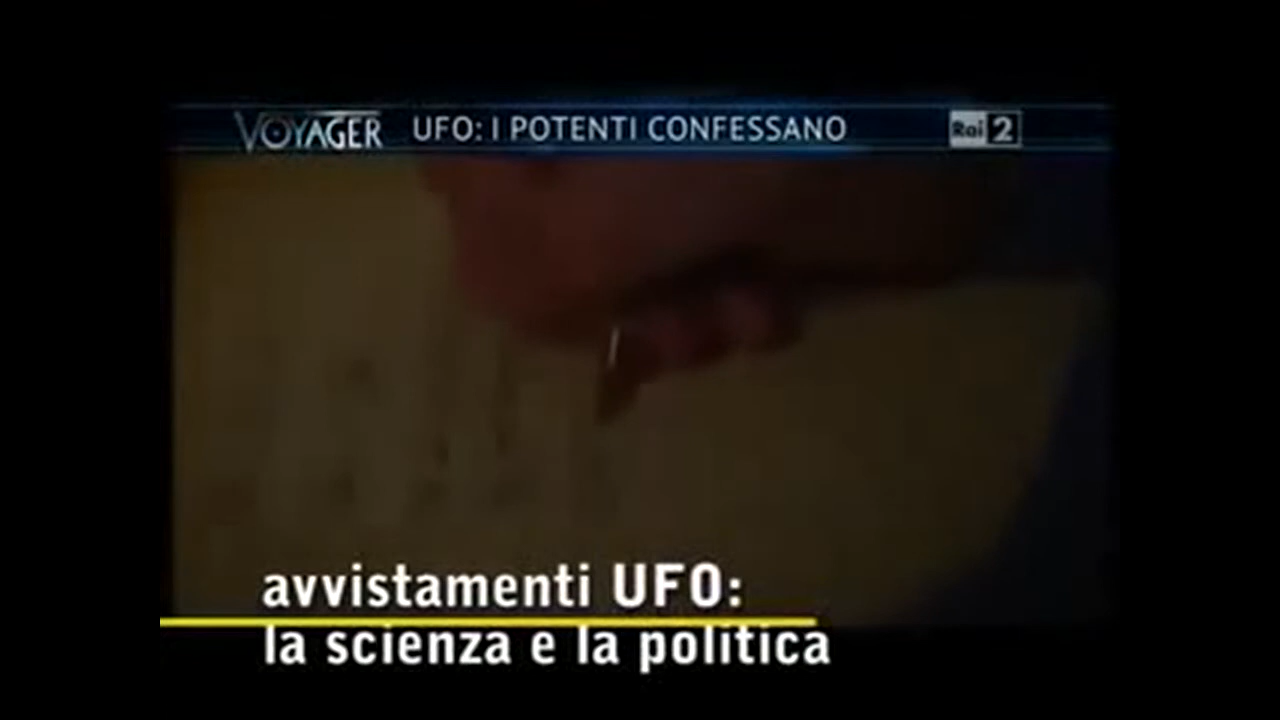 VOYAGER UFO: I POTENTI CONFESSANO Rai 2
avvistamenti UFO:
la scienza e la politica